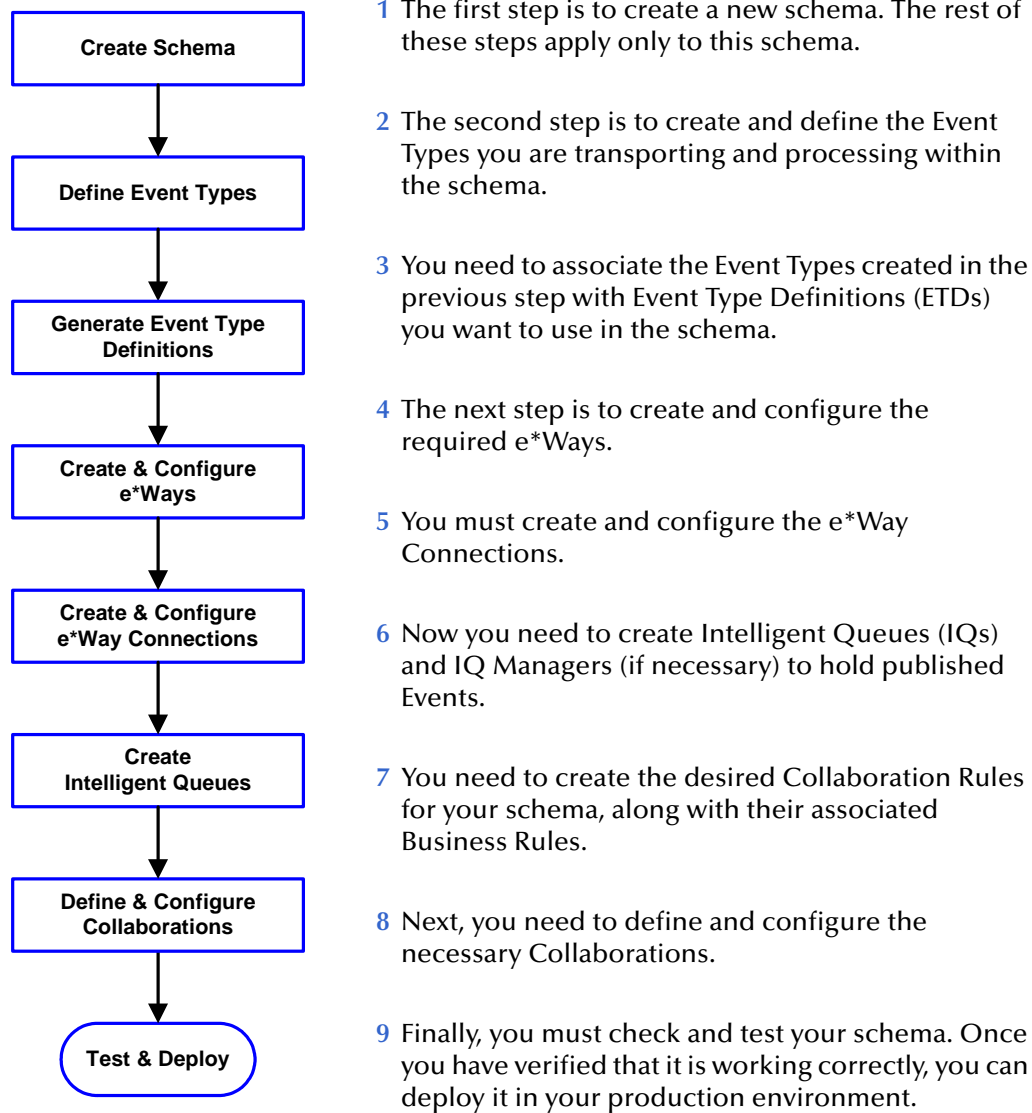 Create Schema
Define Event Types
Generate Event Type
Definitions
Create & Configure
e*Ways
Create & Configure
e*Way Connections
Create
Intelligent Queues
Define & Configure
Collaborations
Test & Deploy
1 The first step is to create a new schema. The rest of
these steps apply only to this schema.
2 The second step is to create and define the Event
Types you are transporting and processing within
the schema.
3 You need to associate the Event Types created in the
previous step with Event Type Definitions (ETDs)
you want to use in the schema.
4 The next step is to create and configure the
required e*Ways.
5 You must create and configure the e*Way
Connections.
6 Now you need to create Intelligent Queues (IQs)
and IQ Managers (if necessary) to hold published
Events.
7 You need to create the desired Collaboration Rules
for your schema, along with their associated
Business Rules.
8 Next, you need to define and configure the
necessary Collaborations.
9 Finally, you must check and test your schema. Once
you have verified that it is working correctly, you can
deploy it in your production environment.